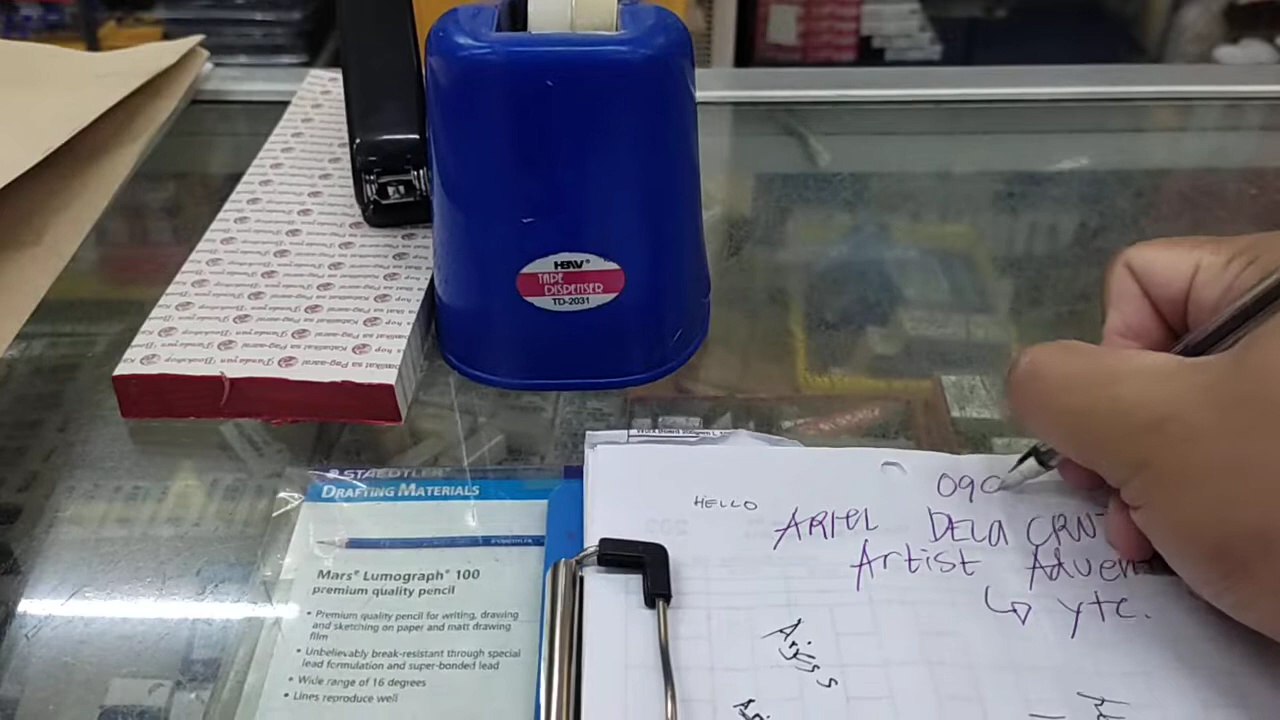 HBW®
TAPE
DISPENSER
TD-2031
STAEDTLER
DRAFTING MATERIALS
Mars® Lumograph® 100
premium quality pencil
• Premium quality pencil for writing, drawing
and sketching on paper and matt drawing
film
• Unbelievably break-resistant through special
lead formulation and super-bonded lead
• Wide range of 16 degrees
• Lines reproduce well
HELLO
090
ARIEL DELA CRU
Artist Adven
ytc.